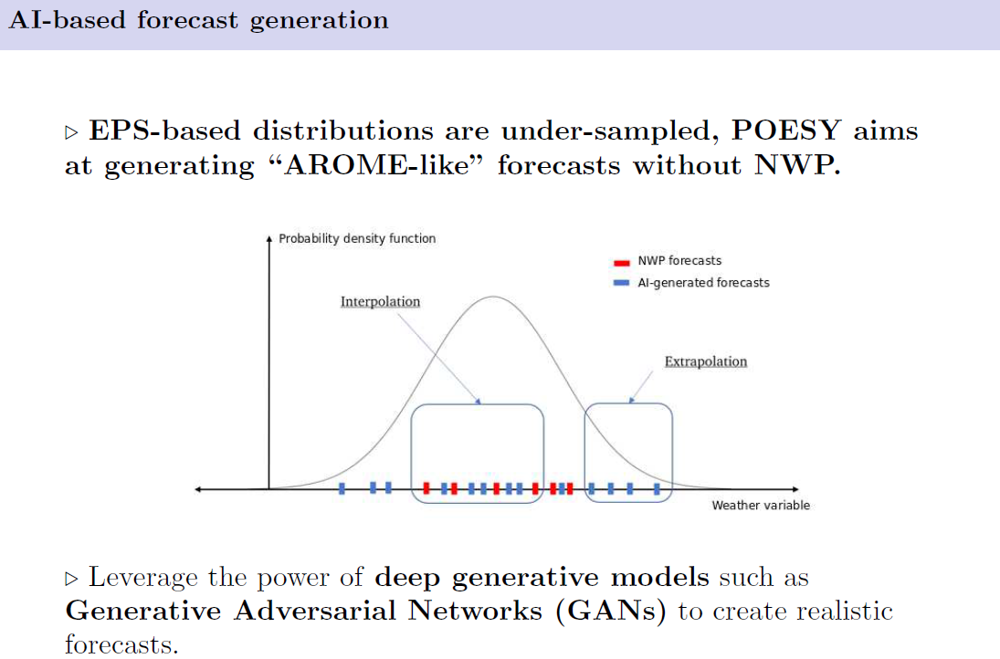 AI-based forecast generation
▷ EPS-based distributions are under-sampled, POESY aims
at generating “AROME-like” forecasts without NWP.
Probability density function
NWP forecasts
AI-generated forecasts
Interpolation
Extrapolation
Weather variable
▷ Leverage the power of deep generative models such as
Generative Adversarial Networks (GANs) to create realistic
forecasts.